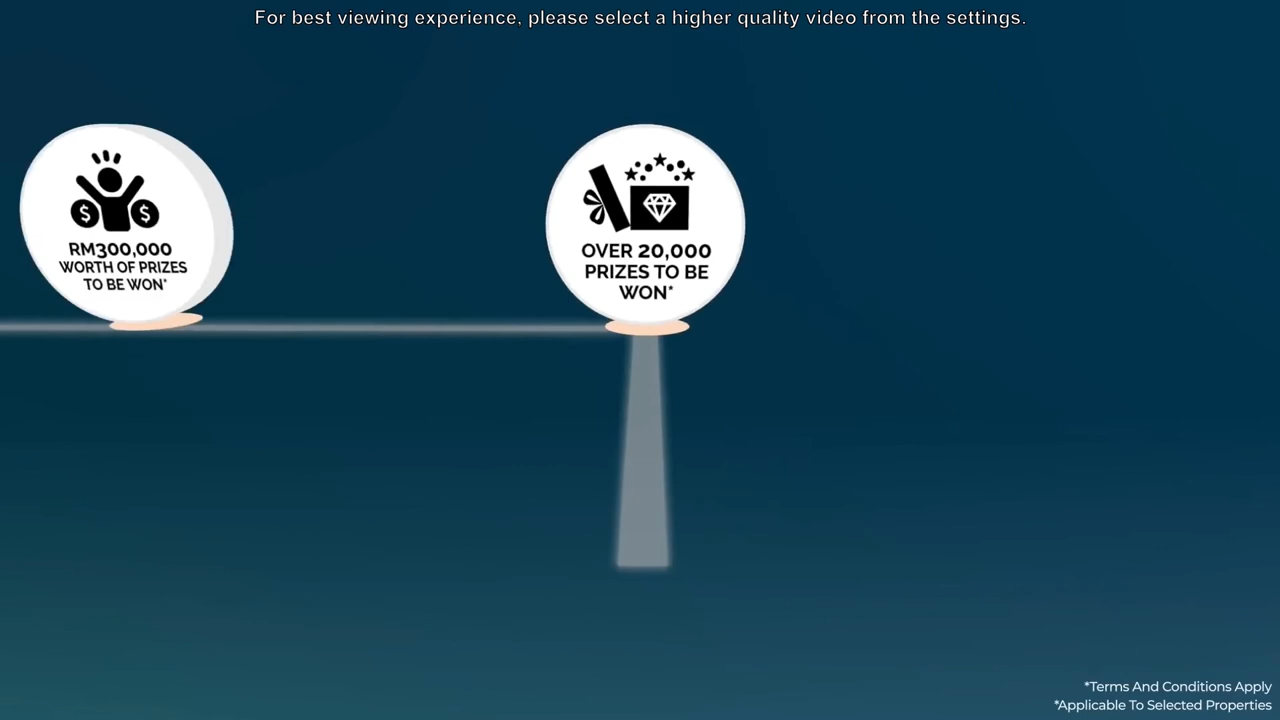 For best viewing experience, please select a higher quality video from the settings.
RM300,000
WORTH OF PRIZES
TO BE WON*
OVER 20,000
PRIZES TO BE
WON*
*Terms And Conditions Apply
*Applicable To Selected Properties